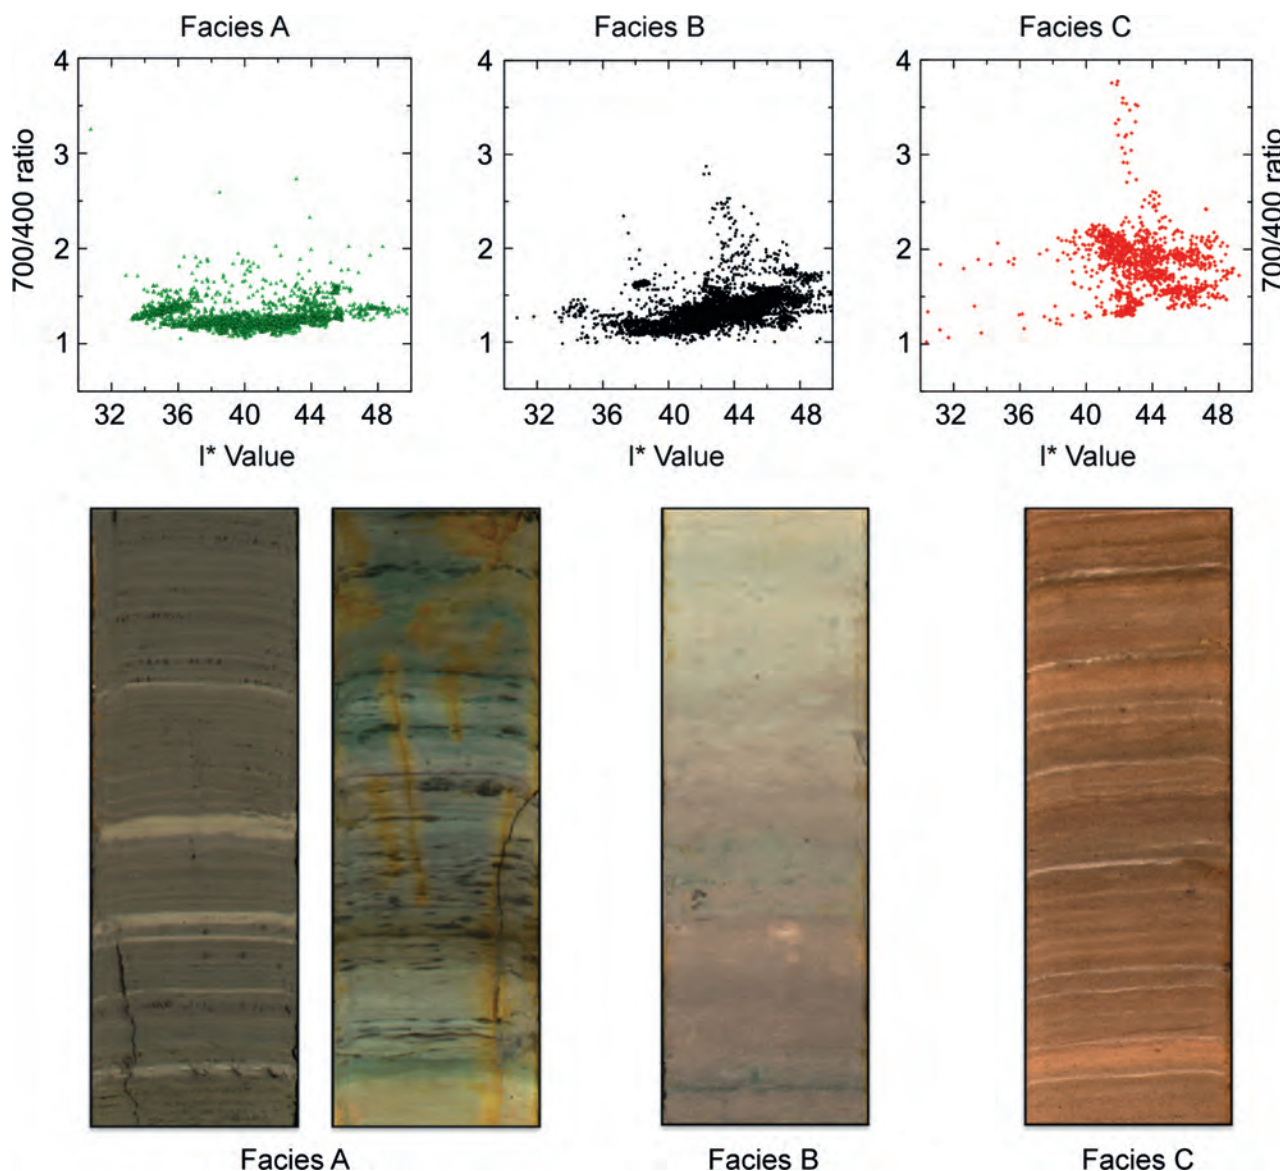 Facies A
Facies B
Facies C
700/400 ratio
4
3
2
1
32 36 40 44 48
l* Value
4
3
2
1
32 36 40 44 48
l* Value
4
3
2
1
32 36 40 44 48
l* Value
700/400 ratio
Facies A
Facies B
Facies C